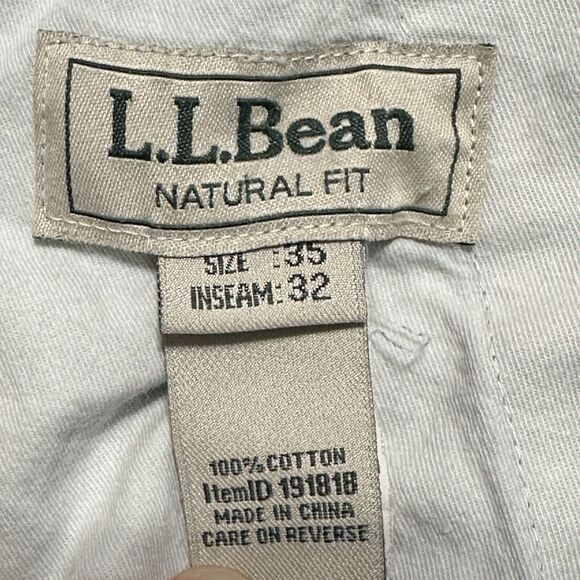 L.L.Bean
NATURAL FIT
SIZE :35
INSEAM:32
100% COTTON
ItemID 191818
MADE IN CHINA
CARE ON REVERSE